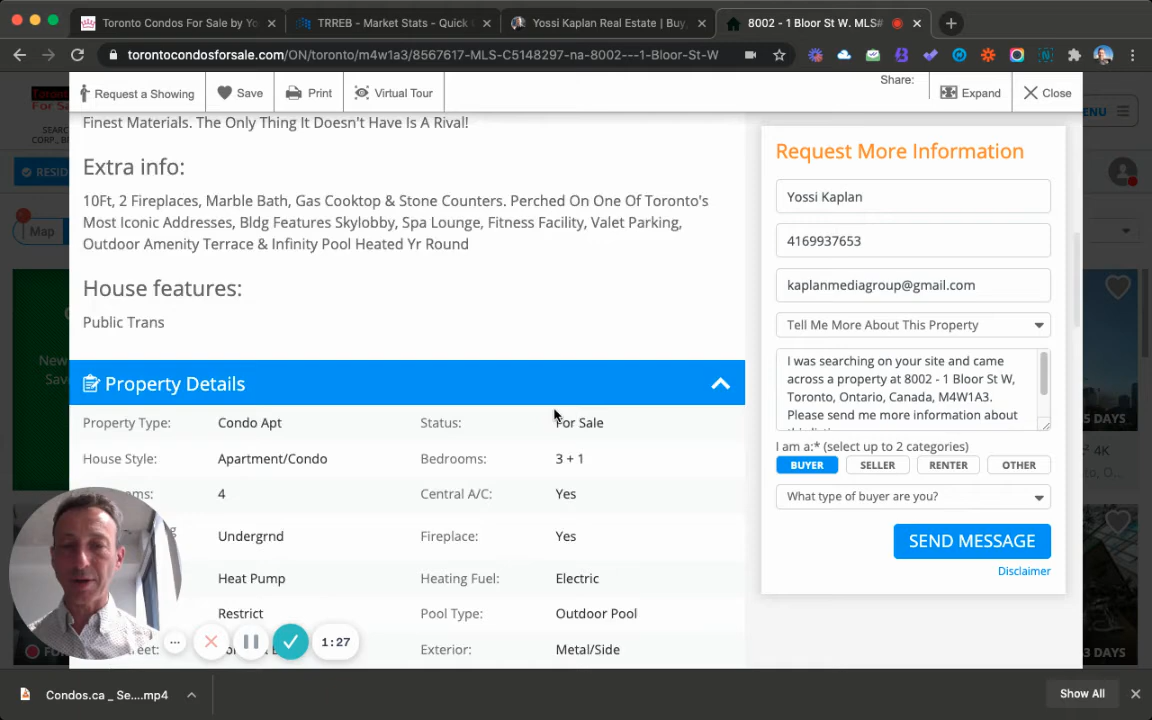 Toronto Condos For Sale by Yo
TRREB - Market Stats - Quick
Yossi Kaplan Real Estate | Buy,
8002 - 1 Bloor St W. MLS#
torontocondosforsale.com/ON/toronto/m4w1a3/8567617-MLS-C5148297-na-8002---1-Bloor-St-W
Request a Showing
Save
Print
Virtual Tour
Share:
Expand
Close
Finest Materials. The Only Thing It Doesn't Have Is A Rival!
Extra info:
10Ft, 2 Fireplaces, Marble Bath, Gas Cooktop & Stone Counters. Perched On One Of Toronto's
Most Iconic Addresses, Bldg Features Skylobby, Spa Lounge, Fitness Facility, Valet Parking,
Outdoor Amenity Terrace & Infinity Pool Heated Yr Round
House features:
Public Trans
Property Details
Property Type: Condo Apt Status: For Sale
House Style: Apartment/Condo Bedrooms: 3 + 1
4 Central A/C: Yes
Undergrnd Fireplace: Yes
Heat Pump Heating Fuel: Electric
Restrict Pool Type: Outdoor Pool
Exterior: Metal/Side
Request More Information
Yossi Kaplan
4169937653
kaplanmediagroup@gmail.com
Tell Me More About This Property
I was searching on your site and came
across a property at 8002 - 1 Bloor St W,
Toronto, Ontario, Canada, M4W1A3.
Please send me more information about
I am a:* (select up to 2 categories)
BUYER SELLER RENTER OTHER
What type of buyer are you?
SEND MESSAGE
Disclaimer
Map
DAYS
4K
3 DAYS
1:27
Condos.ca _ Se....mp4
Show All